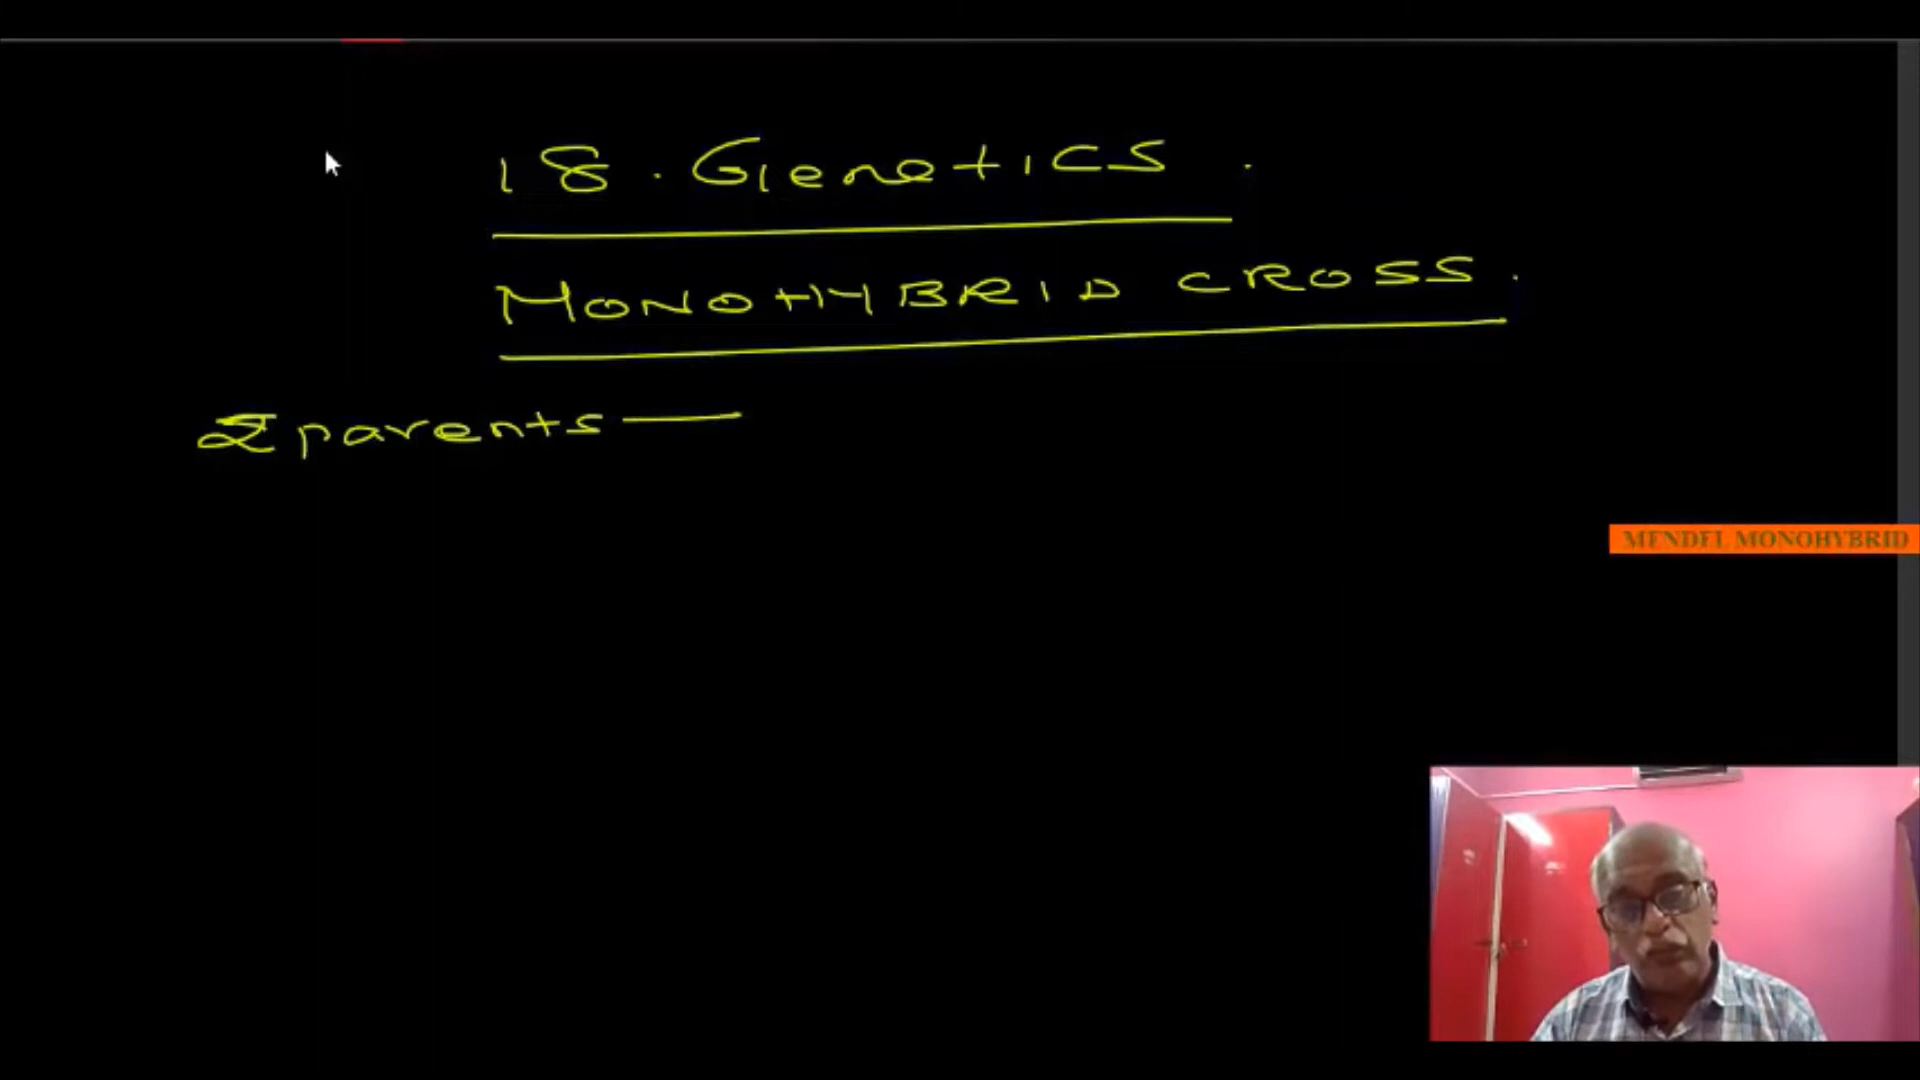 18. Genetics.
MONOHYBRID CROSS.
2 parents —
MENDEL MONOHYBRID